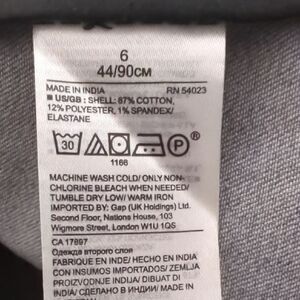 6
44/90CM
MADE IN INDIA RN 54023
■ US/GB : SHELL: 87% COTTON,
12% POLYESTER, 1% SPANDEX/
ELASTANE
30 P
1166
MACHINE WASH COLD/ ONLY NON-
CHLORINE BLEACH WHEN NEEDED/
TUMBLE DRY LOW/ WARM IRON
IMPORTED BY: Gap (UK Holdings) Ltd.
Second Floor, Nations House, 103
Wigmore Street, London W1U 1QS
CA 17897
Одежда второго слоя
FABRIQUE EN INDE/ HECHO EN INDIA
CON INSUMOS IMPORTADOS/ ZEMLJA
PROIZVODNJE INDIJA/ DIBUAT DI
INDIA/ СДЕЛАНО В ИНДИИ/